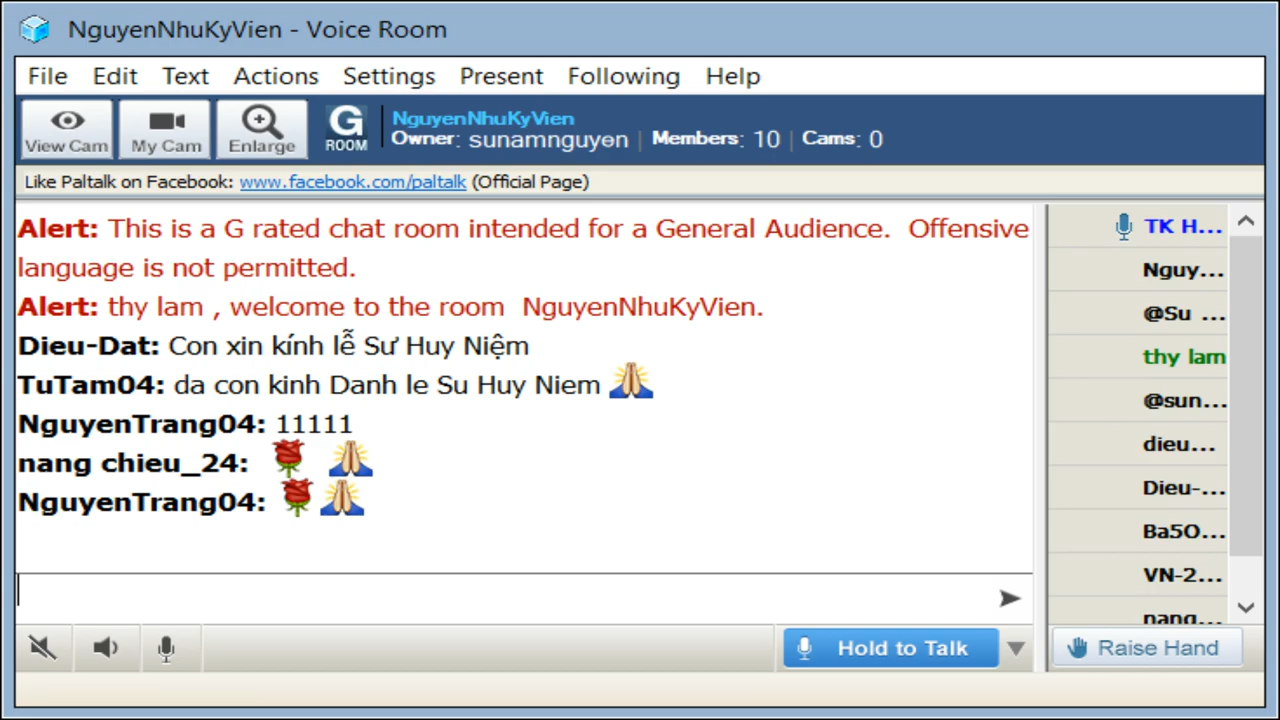 NguyenNhuKyVien - Voice Room
File Edit Text Actions Settings Present Following Help
View Cam My Cam Enlarge G ROOM
NguyenNhuKyVien
Owner: sunamnguyen | Members: 10 | Cams: 0
Like Paltalk on Facebook: www.facebook.com/paltalk (Official Page)
Alert: This is a G rated chat room intended for a General Audience. Offensive
language is not permitted.
Alert: thy lam , welcome to the room NguyenNhuKyVien.
Dieu-Dat: Con xin kính lễ Sư Huy Niệm
TuTam04: da con kinh Danh le Su Huy Niem 🙏
NguyenTrang04: 11111
nang chieu_24: 🌹 🙏
NguyenTrang04: 🌹🙏
TK H...
Nguy...
@Su ...
thy lam
@sun...
dieu...
Dieu-...
Ba5O...
VN-2...
nang...
Hold to Talk
Raise Hand